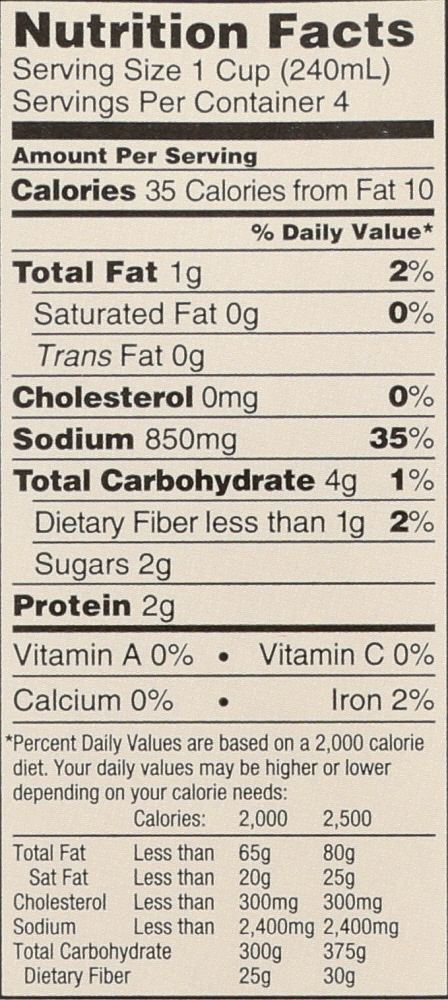 Nutrition Facts
Serving Size 1 Cup (240mL)
Servings Per Container 4
Amount Per Serving
Calories 35 Calories from Fat 10
% Daily Value*
Total Fat 1g 2%
Saturated Fat 0g 0%
Trans Fat 0g
Cholesterol 0mg 0%
Sodium 850mg 35%
Total Carbohydrate 4g 1%
Dietary Fiber less than 1g 2%
Sugars 2g
Protein 2g
Vitamin A 0% • Vitamin C 0%
Calcium 0% • Iron 2%
*Percent Daily Values are based on a 2,000 calorie
diet. Your daily values may be higher or lower
depending on your calorie needs:
Calories: 2,000 2,500
Total Fat Less than 65g 80g
Sat Fat Less than 20g 25g
Cholesterol Less than 300mg 300mg
Sodium Less than 2,400mg 2,400mg
Total Carbohydrate 300g 375g
Dietary Fiber 25g 30g